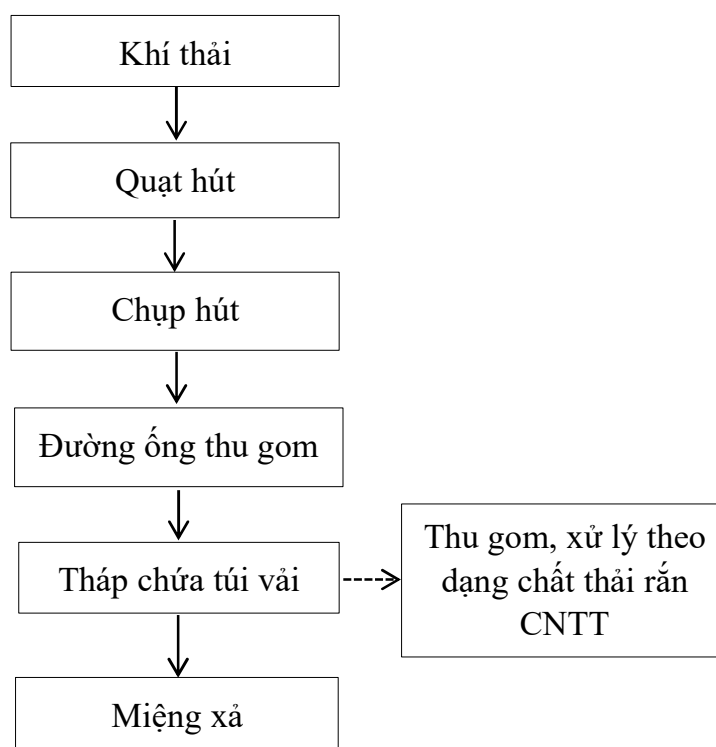 Khí thải
Quạt hút
Chụp hút
Đường ống thu gom
Tháp chứa túi vải
Thu gom, xử lý theo
dạng chất thải rắn
CNTT
Miệng xả